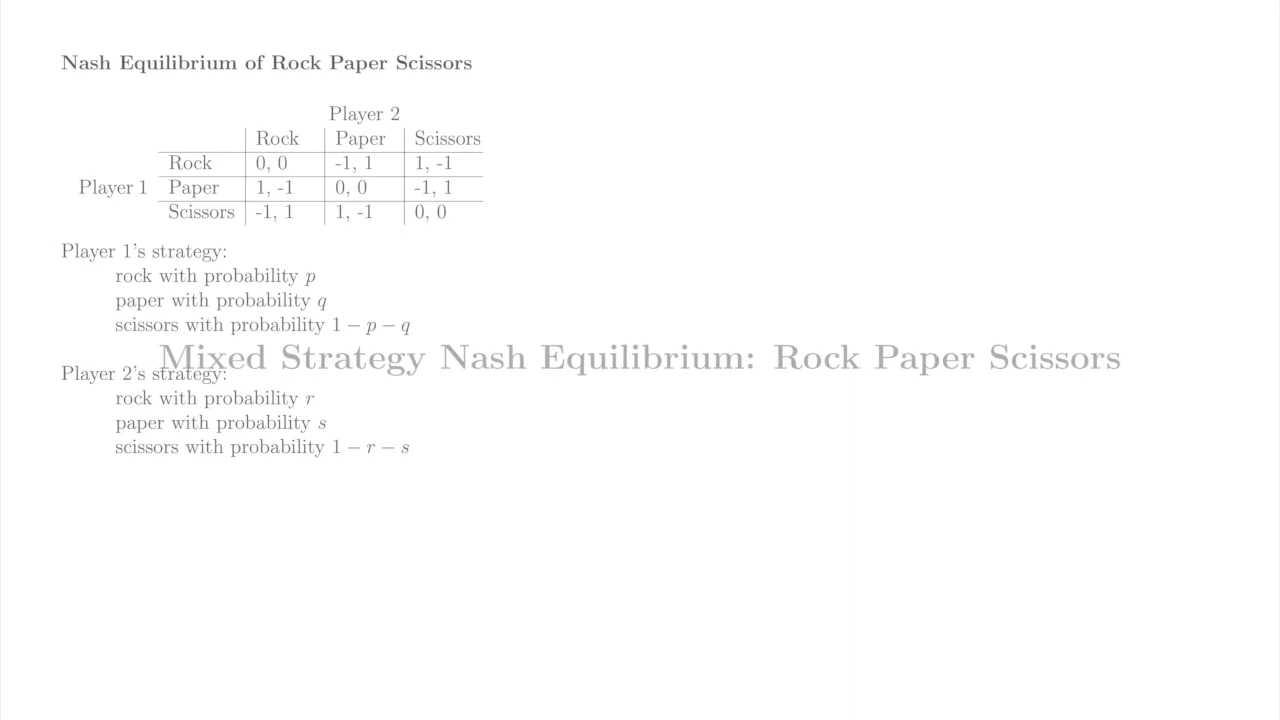 Nash Equilibrium of Rock Paper Scissors
Player 2
Rock Paper Scissors
Rock 0, 0 -1, 1 1, -1
Player 1 Paper 1, -1 0, 0 -1, 1
Scissors -1, 1 1, -1 0, 0
Player 1's strategy:
rock with probability p
paper with probability q
scissors with probability 1 − p − q
Mixed Strategy Nash Equilibrium: Rock Paper Scissors
Player 2's strategy:
rock with probability r
paper with probability s
scissors with probability 1 − r − s